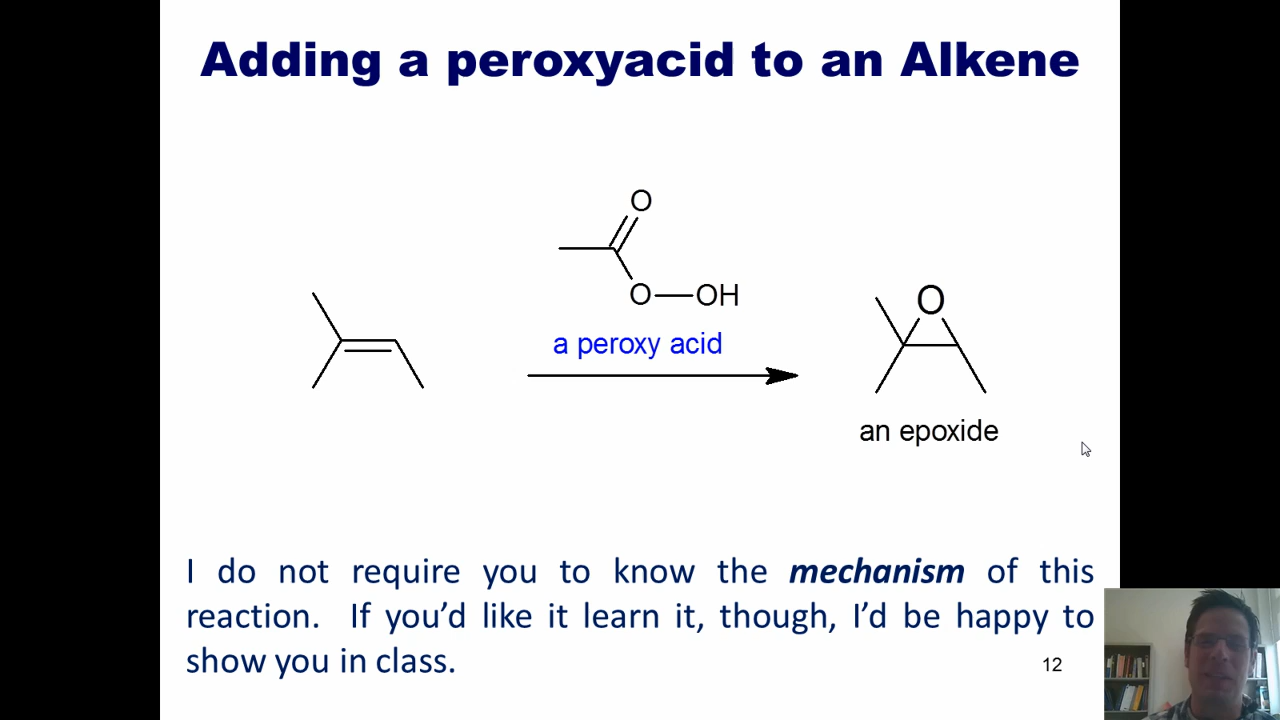 Adding a peroxyacid to an Alkene
O
O
OH
a peroxy acid
O
an epoxide
I do not require you to know the mechanism of this
reaction. If you'd like it learn it, though, I'd be happy to
show you in class.
12